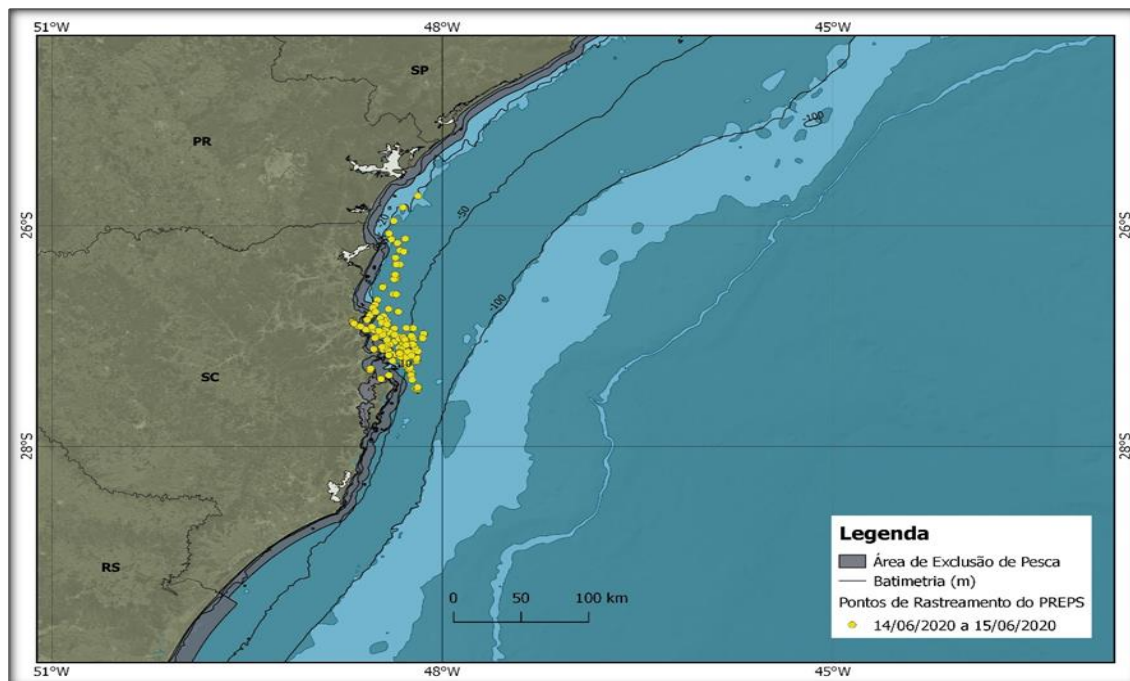 51°W 48°W 45°W
SP
-100
PR
-50
-20
26°S 26°S
-100
SC
28°S 28°S
Legenda
Área de Exclusão de Pesca
RS
Batimetria (m)
0 50 100 km
Pontos de Rastreamento do PREPS
14/06/2020 a 15/06/2020
51°W 48°W 45°W